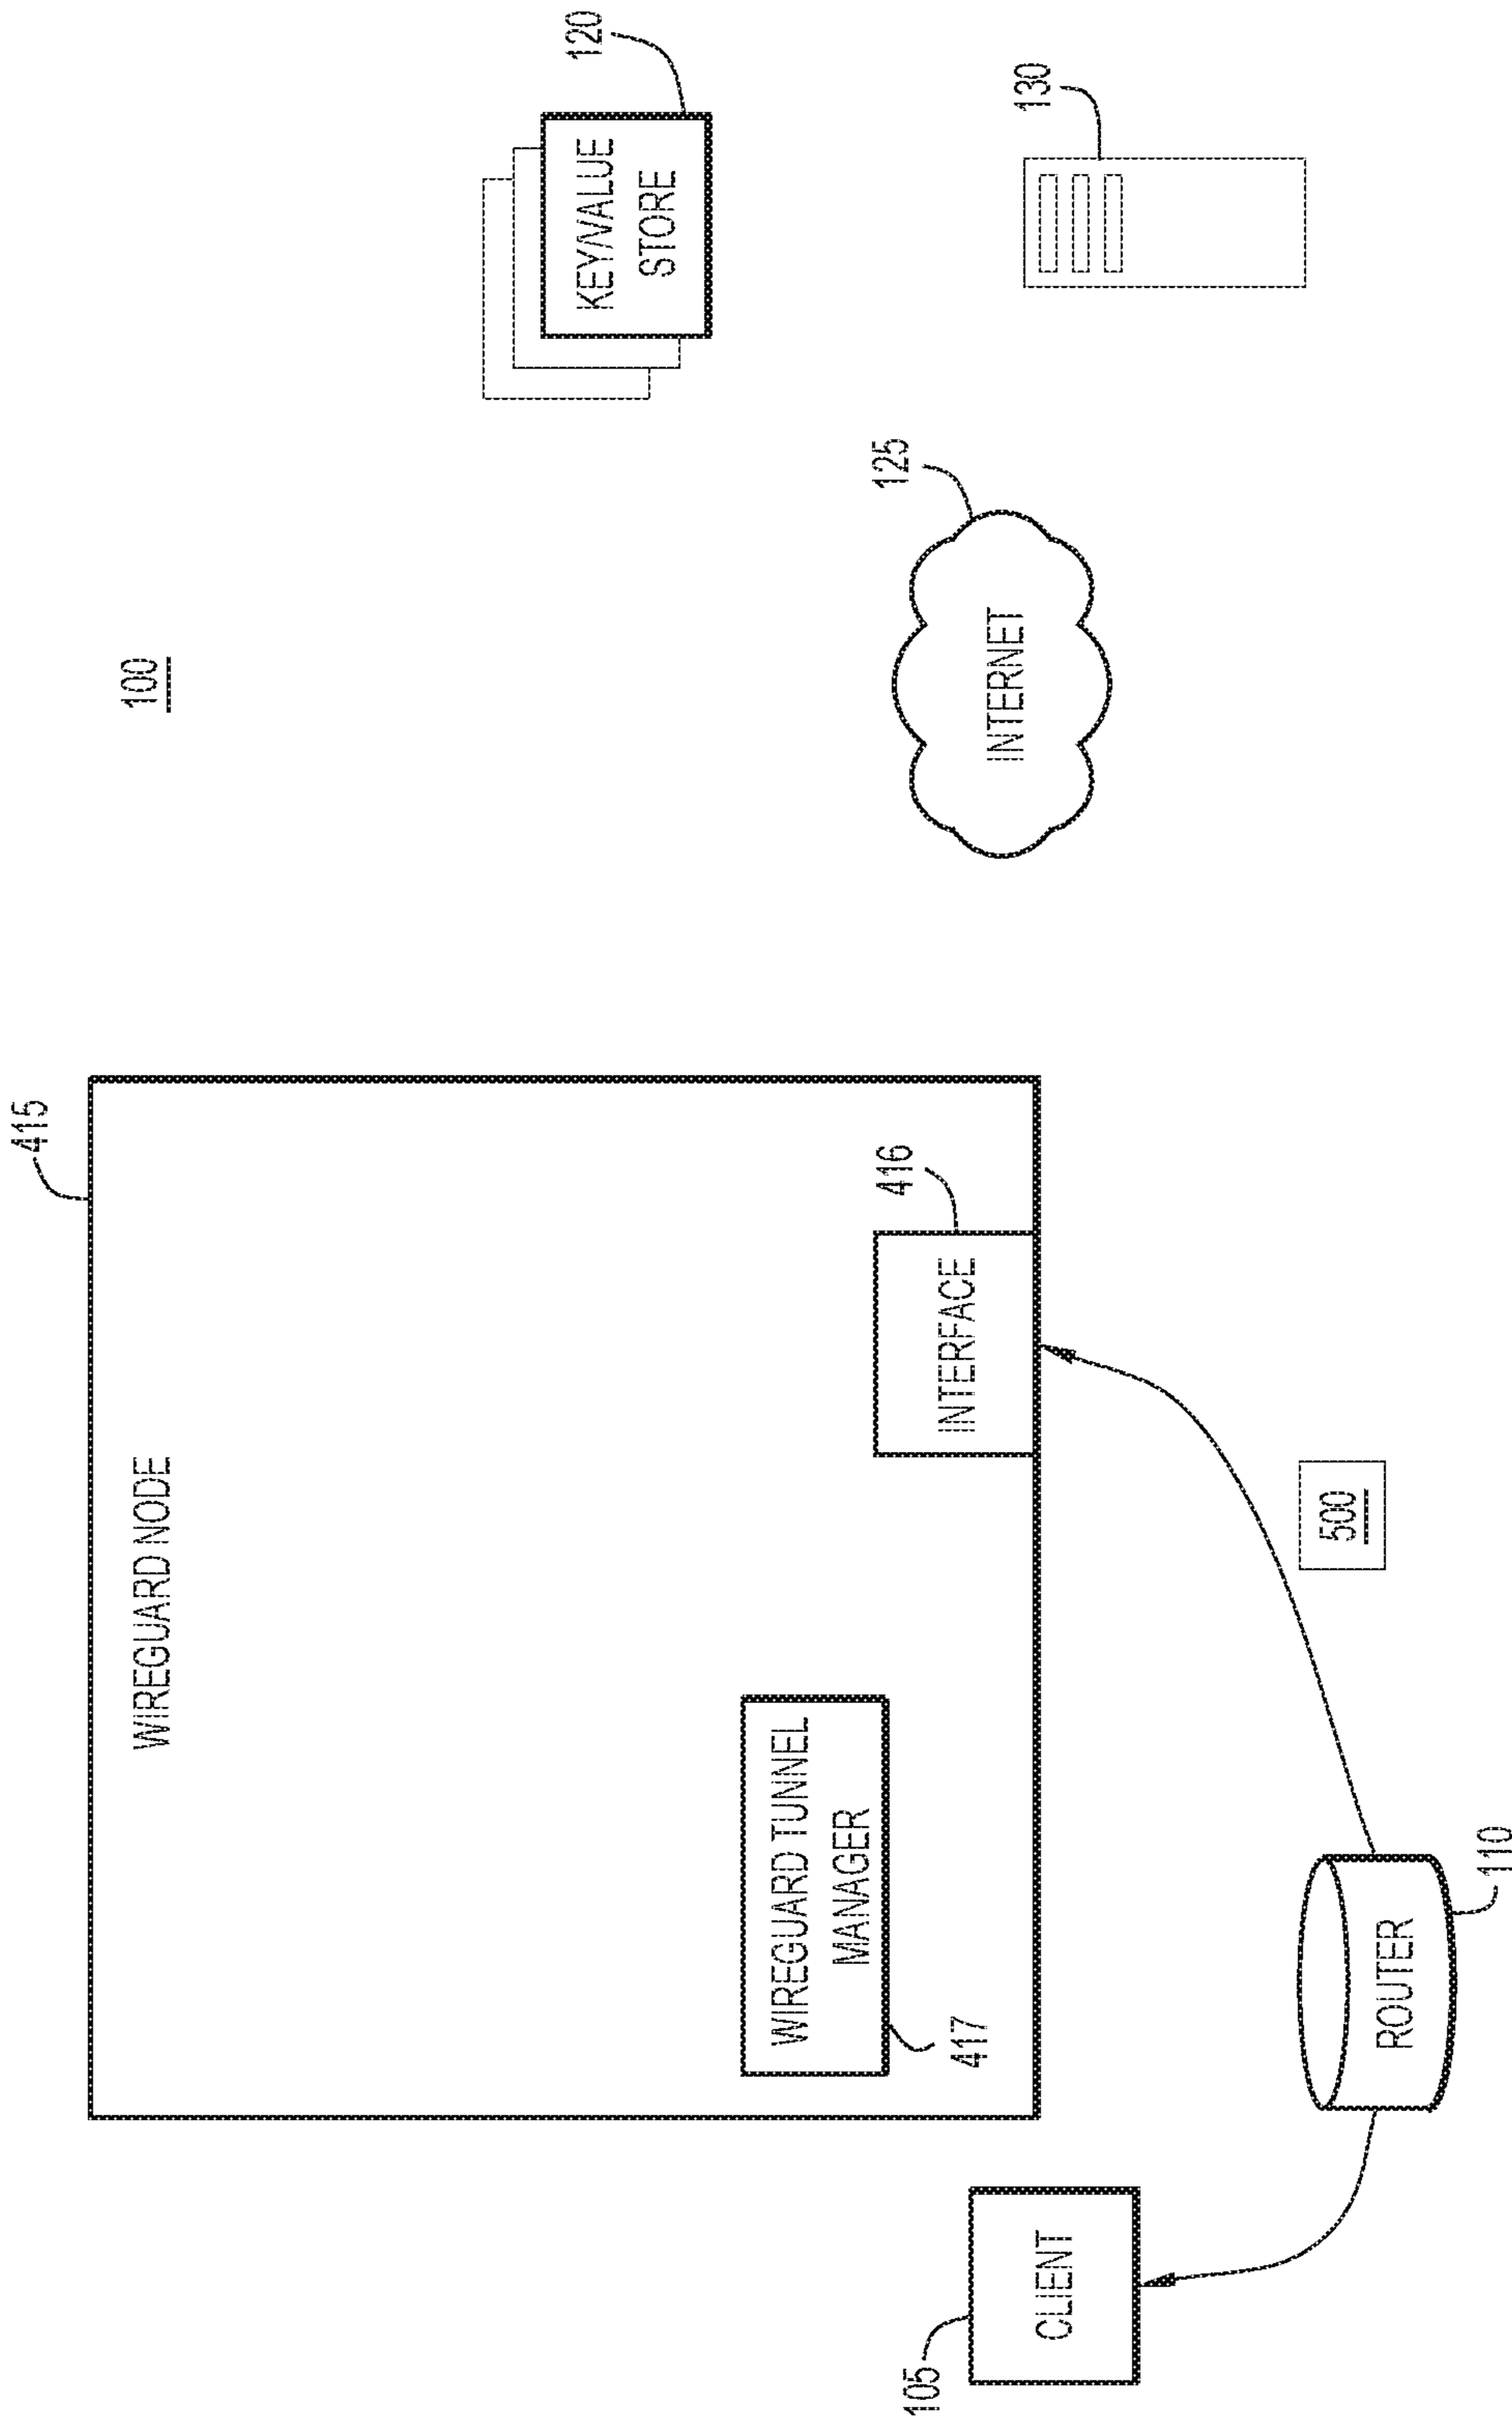 100
415
WIREGUARD NODE
120
KEY/VALUE
STORE
WIREGUARD TUNNEL
MANAGER
417
416
INTERFACE
125
INTERNET
130
105
CLIENT
500
ROUTER
110